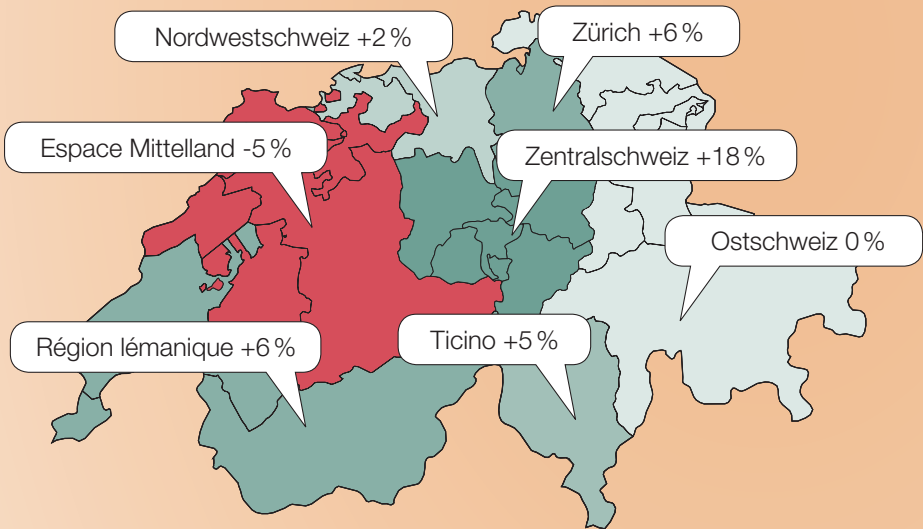 Nordwestschweiz +2 %
Zürich +6 %
Espace Mittelland -5 %
Zentralschweiz +18 %
Ostschweiz 0 %
Région lémanique +6 %
Ticino +5 %